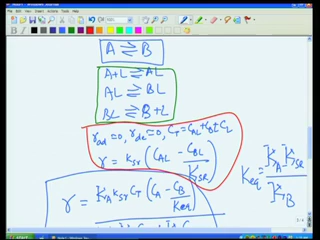 A ⇌ B
A+L ⇌ AL
AL ⇌ BL
BL ⇌ B+L
r_ad ≈0, r_de ≈0, C_T = C_AL + C_BL + C_L
r = k_sr (C_AL - C_BL/K_SR)
K_eq = K_A K_SR / K_B
r = K_A k_sr C_T (C_A - C_B/K_eq)